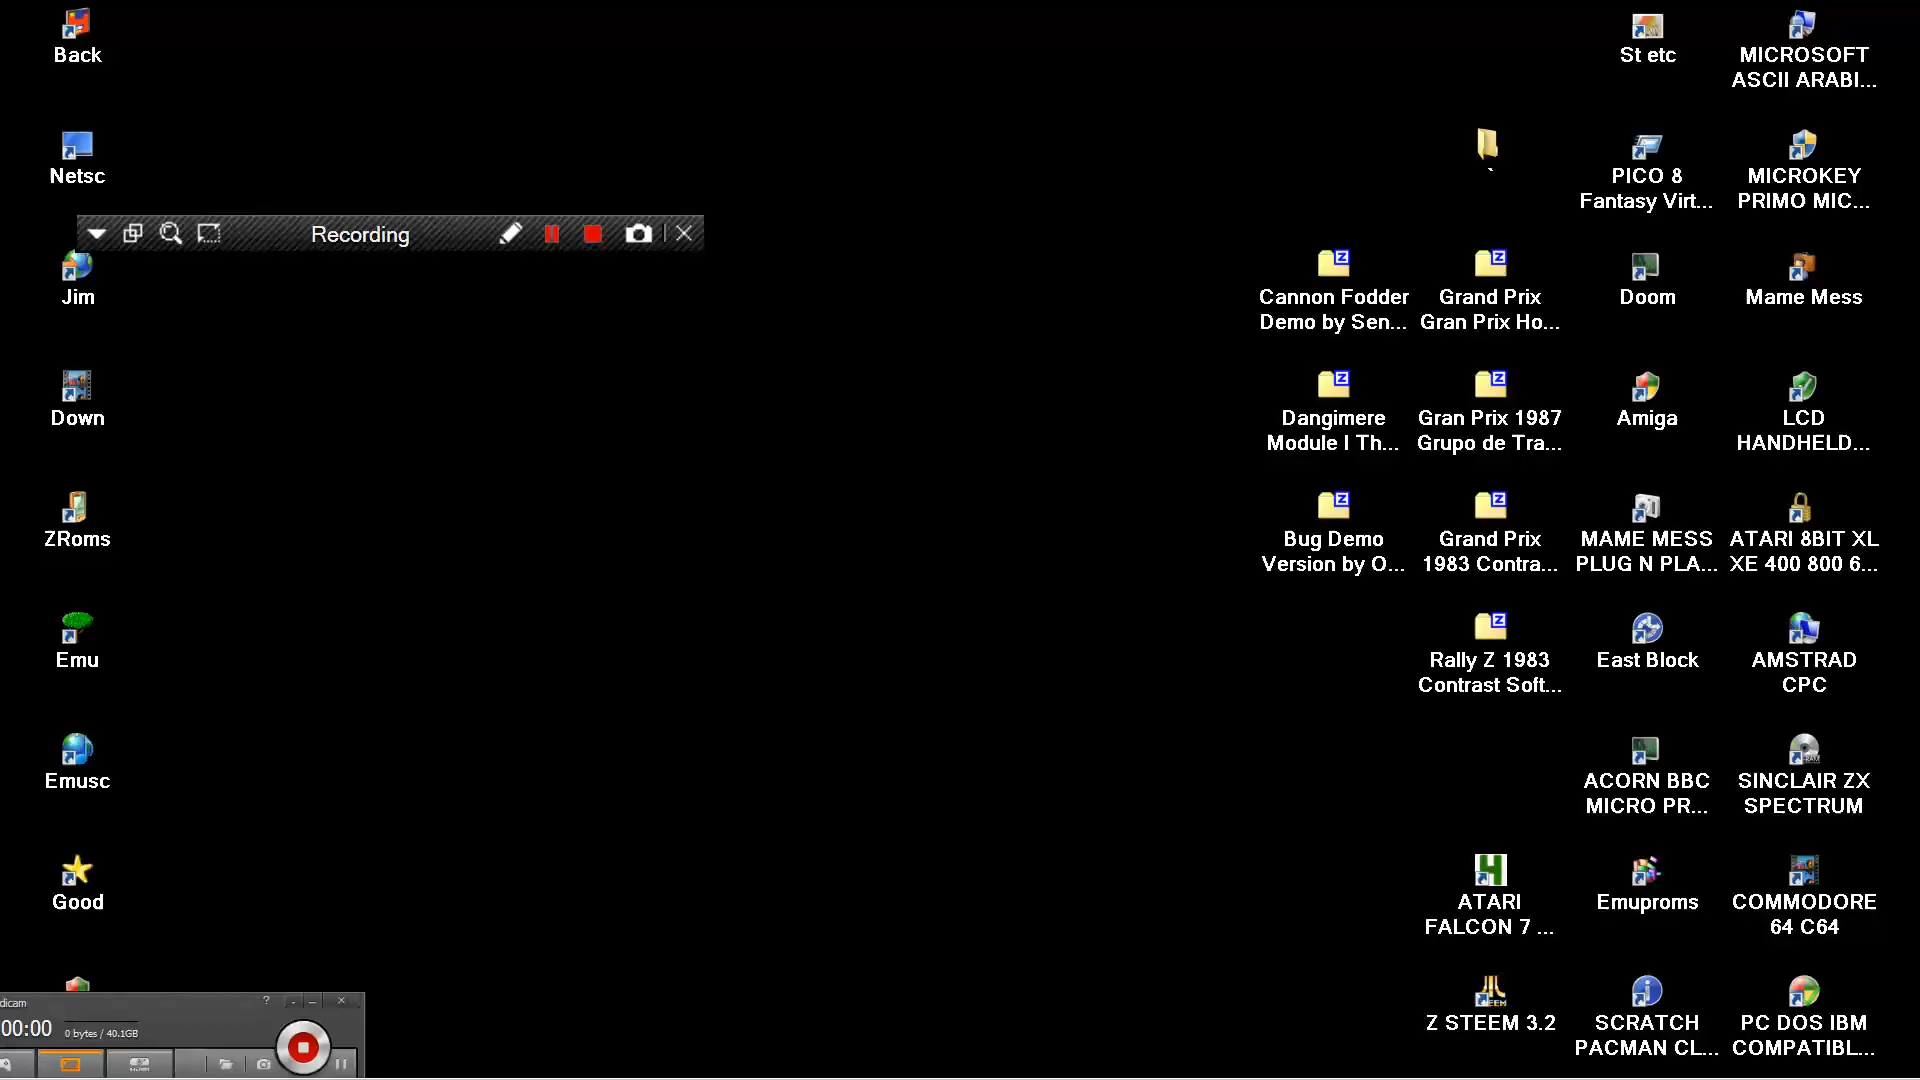 Back
Netsc
Recording
Jim
Down
ZRoms
Emu
Emusc
Good
dicam
?
00:00
0 bytes / 40.1GB
St etc
MICROSOFT
ASCII ARABI...
`
PICO 8
Fantasy Virt...
MICROKEY
PRIMO MIC...
Cannon Fodder
Demo by Sen...
Grand Prix
Gran Prix Ho...
Doom
Mame Mess
Dangimere
Module I Th...
Gran Prix 1987
Grupo de Tra...
Amiga
LCD
HANDHELD...
Bug Demo
Version by O...
Grand Prix
1983 Contra...
MAME MESS
PLUG N PLA...
ATARI 8BIT XL
XE 400 800 6...
Rally Z 1983
Contrast Soft...
East Block
AMSTRAD
CPC
ACORN BBC
MICRO PR...
SINCLAIR ZX
SPECTRUM
ATARI
FALCON 7 ...
Emuproms
COMMODORE
64 C64
Z STEEM 3.2
SCRATCH
PACMAN CL...
PC DOS IBM
COMPATIBL...